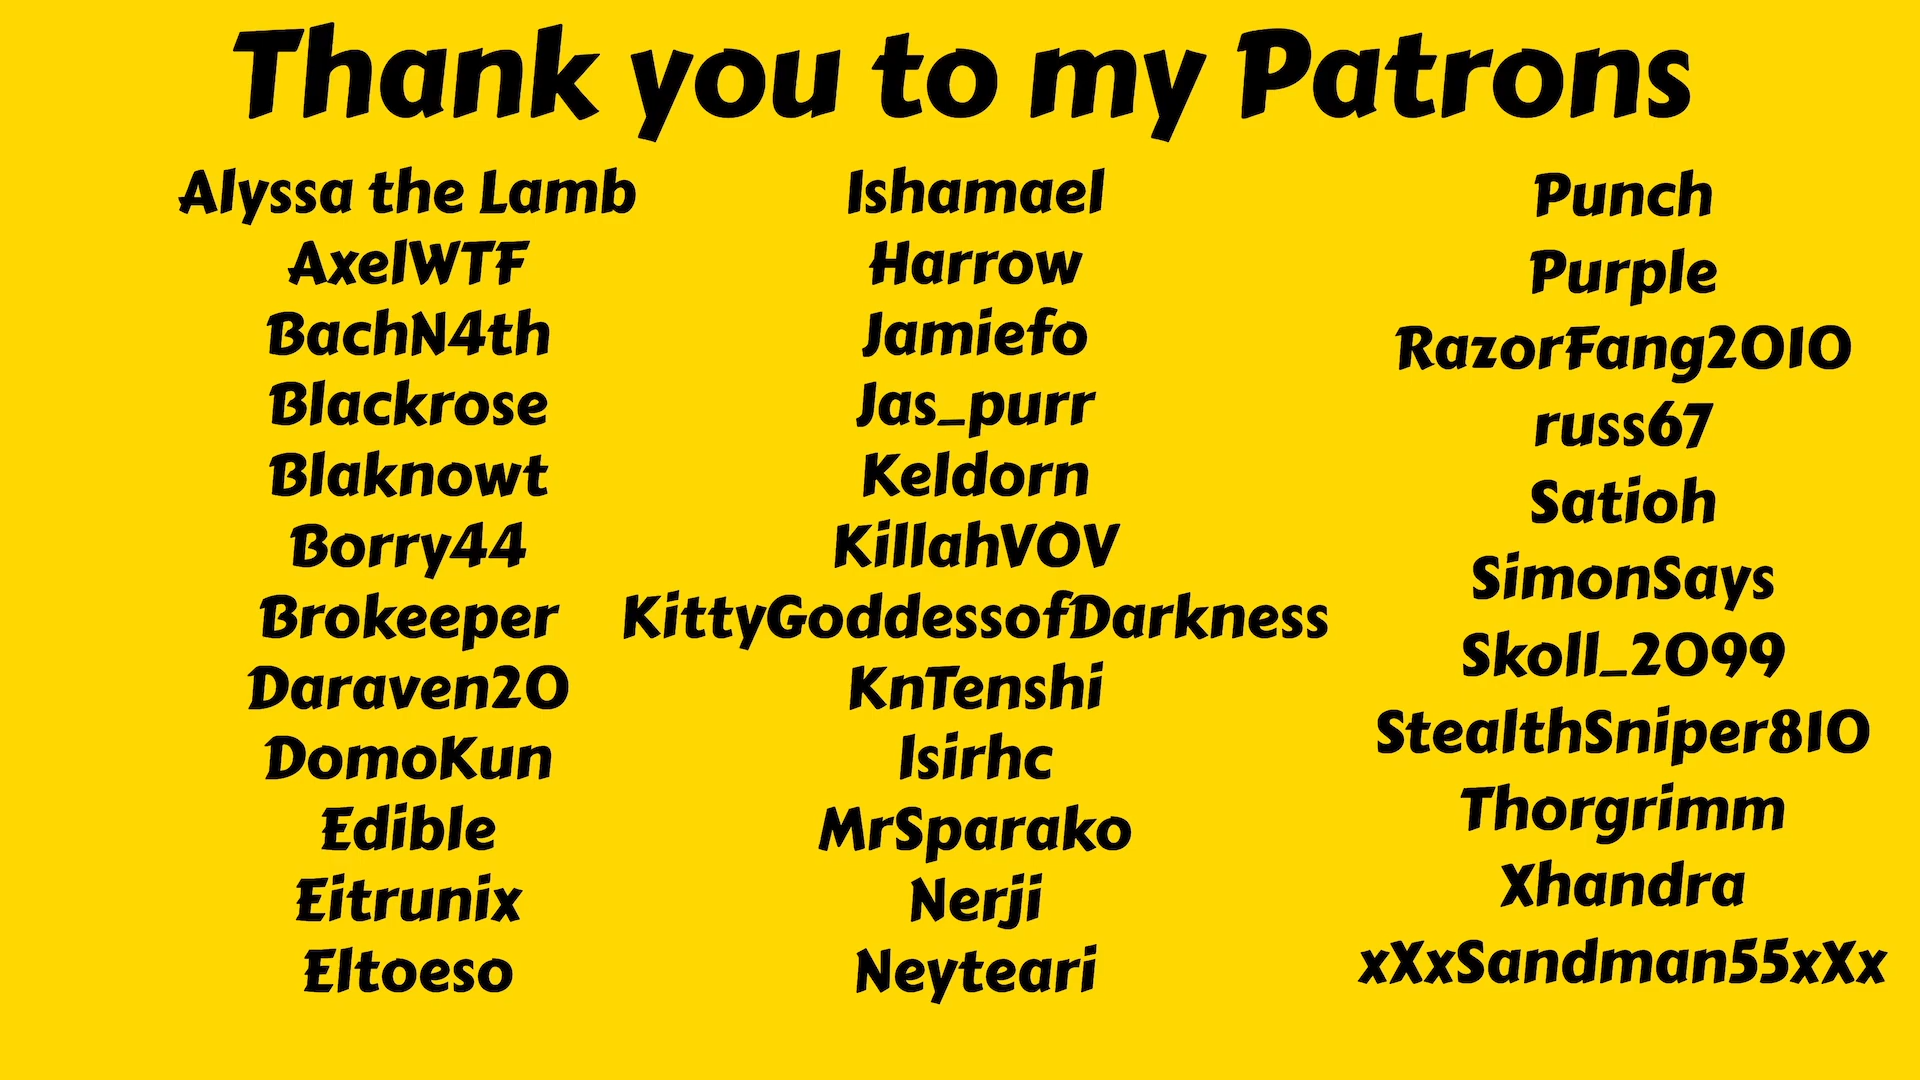 Thank you to my Patrons
Alyssa the Lamb
AxelWTF
BachN4th
Blackrose
Blaknowt
Borry44
Brokeeper
Daraven20
DomoKun
Edible
Eitrunix
Eltoeso
Ishamael
Harrow
Jamiefo
Jas_purr
Keldorn
KillahVOV
KittyGoddessofDarkness
KnTenshi
lsirhc
MrSparako
Nerji
Neyteari
Punch
Purple
RazorFang2010
russ67
Satioh
SimonSays
Skoll_2099
StealthSniper810
Thorgrimm
Xhandra
xXxSandman55xXx